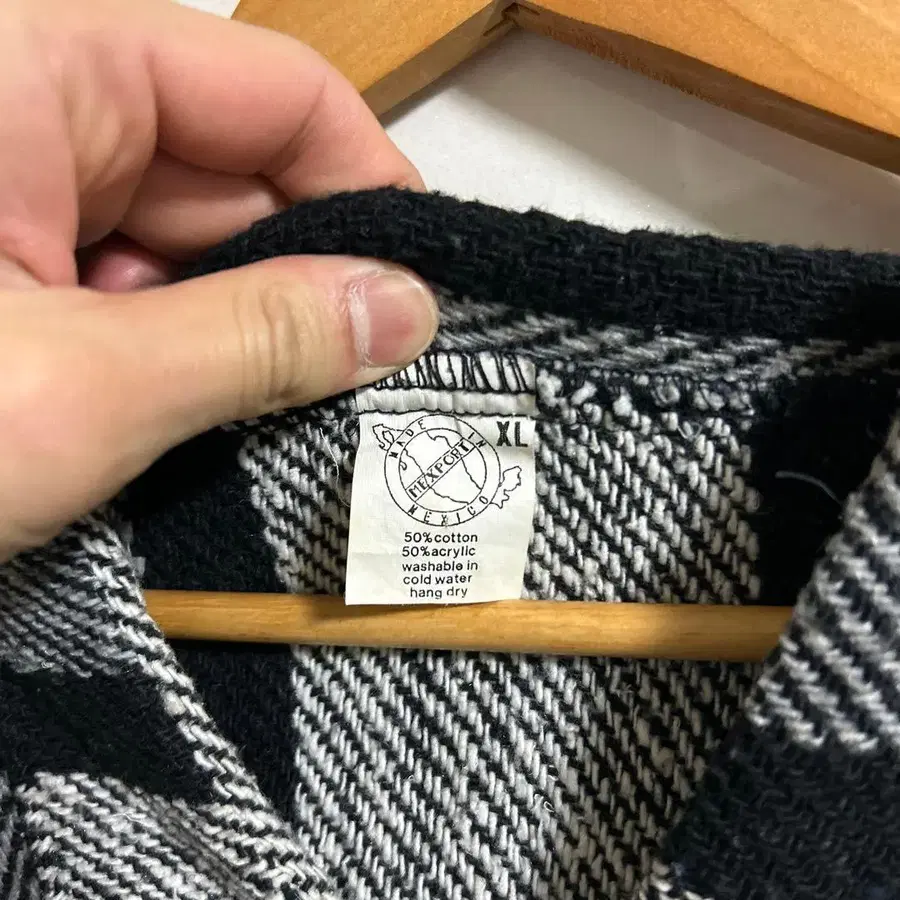 MADE IN
XL
MEXPORT
MEXICO
50%cotton
50%acrylic
washable in
cold water
hang dry